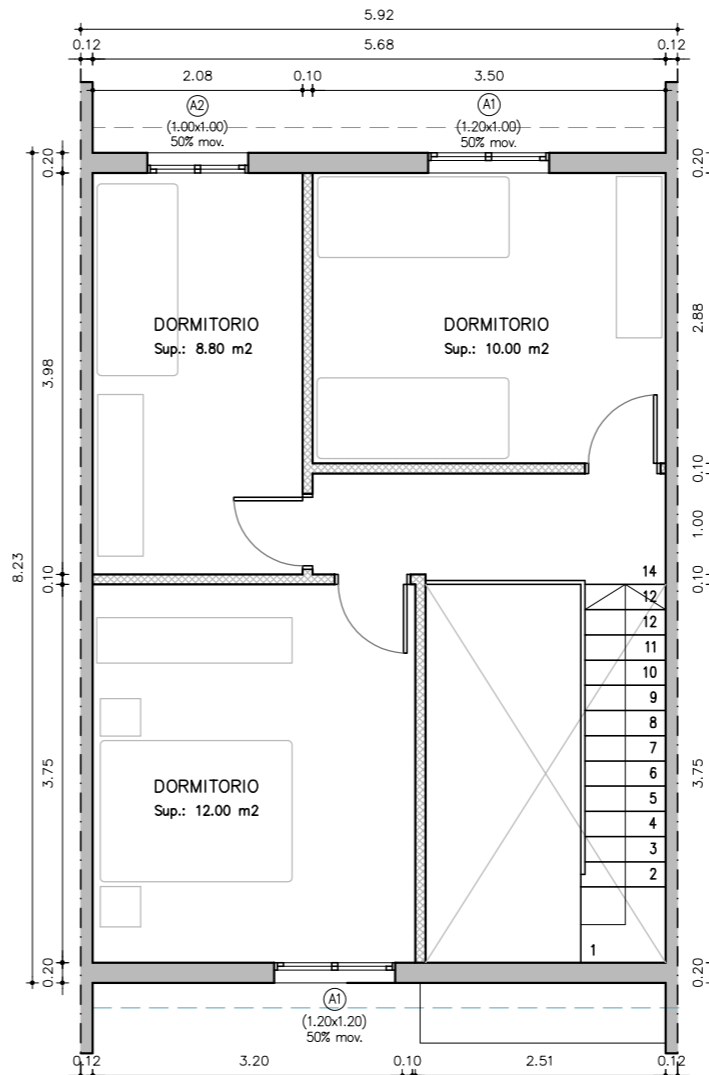 5.92
0.12 5.68 0.12
2.08 0.10 3.50
A2
(1.00x1.00)
50% mov.
A1
(1.20x1.00)
50% mov.
0.20
0.20
DORMITORIO
Sup.: 8.80 m2
DORMITORIO
Sup.: 10.00 m2
2.88
3.98
0.10
1.00
8.23
0.10
0.10
14
12
12
11
10
9
8
7
6
5
4
3
2
1
3.75
DORMITORIO
Sup.: 12.00 m2
3.75
0.20
0.20
A1
(1.20x1.20)
50% mov.
0.12 3.20 0.10 2.51 0.12